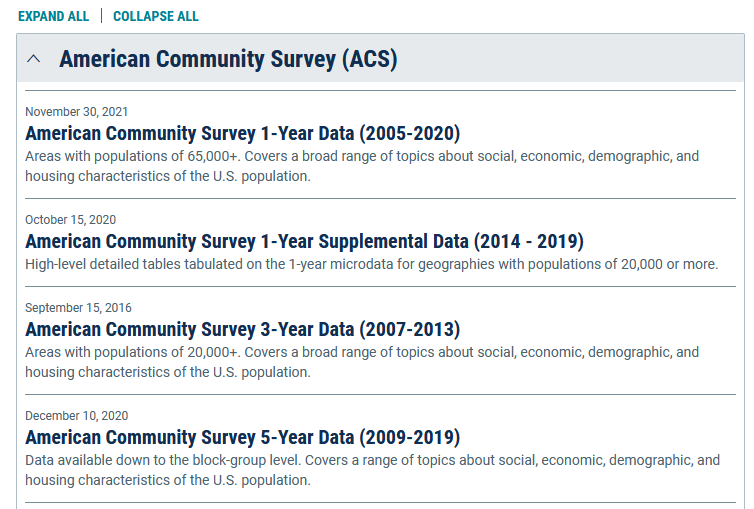 EXPAND ALL | COLLAPSE ALL
American Community Survey (ACS)
November 30, 2021
American Community Survey 1-Year Data (2005-2020)
Areas with populations of 65,000+. Covers a broad range of topics about social, economic, demographic, and
housing characteristics of the U.S. population.
October 15, 2020
American Community Survey 1-Year Supplemental Data (2014 - 2019)
High-level detailed tables tabulated on the 1-year microdata for geographies with populations of 20,000 or more.
September 15, 2016
American Community Survey 3-Year Data (2007-2013)
Areas with populations of 20,000+. Covers a broad range of topics about social, economic, demographic, and
housing characteristics of the U.S. population.
December 10, 2020
American Community Survey 5-Year Data (2009-2019)
Data available down to the block-group level. Covers a range of topics about social, economic, demographic, and
housing characteristics of the U.S. population.